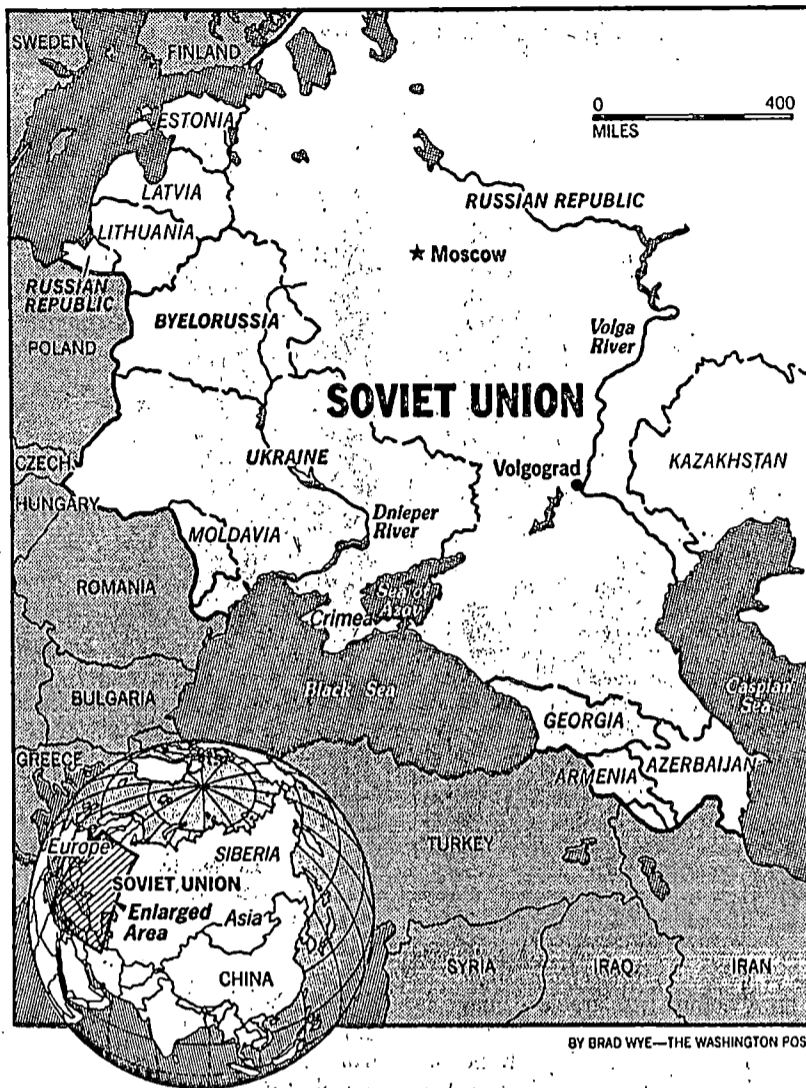 SWEDEN
FINLAND
0 400
MILES
ESTONIA
LATVIA
LITHUANIA
RUSSIAN REPUBLIC
Moscow
RUSSIAN
REPUBLIC
BYELORUSSIA
POLAND
Volga
River
SOVIET UNION
CZECH.
UKRAINE
Volgograd
KAZAKHSTAN
HUNGARY
Dnieper
River
MOLDAVIA
ROMANIA
Sea of
Azov
Crimea
Black Sea
Caspian
Sea
BULGARIA
GEORGIA
GREECE
ARMENIA
AZERBAIJAN
TURKEY
Europe
SIBERIA
SOVIET UNION
Enlarged
Area
Asia
CHINA
SYRIA
IRAQ
IRAN
BY BRAD WYE—THE WASHINGTON POS